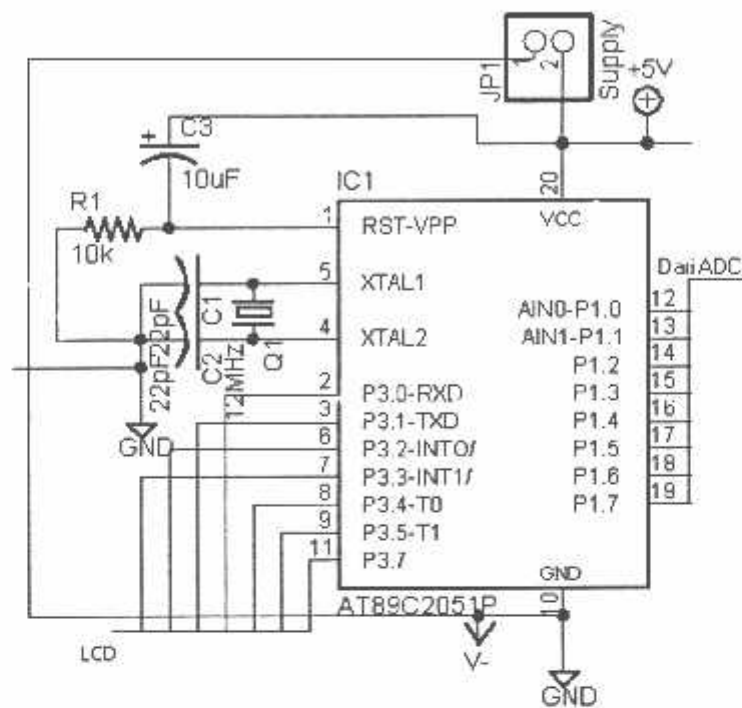 JP1
1
2
Supply
+5V
+
C3
10uF
R1
10k
IC1
20
VCC
1
RST-VPP
5
XTAL1
4
XTAL2
22pF
22pF
C1
C2
Q1
12MHz
GND
2
P3.0-RXD
3
P3.1-TXD
6
P3.2-INT0/
7
P3.3-INT1/
8
P3.4-T0
9
P3.5-T1
11
P3.7
Dari ADC
AIN0-P1.0
12
AIN1-P1.1
13
P1.2
14
P1.3
15
P1.4
16
P1.5
17
P1.6
18
P1.7
19
GND
10
AT89C2051P
LCD
V-
GND